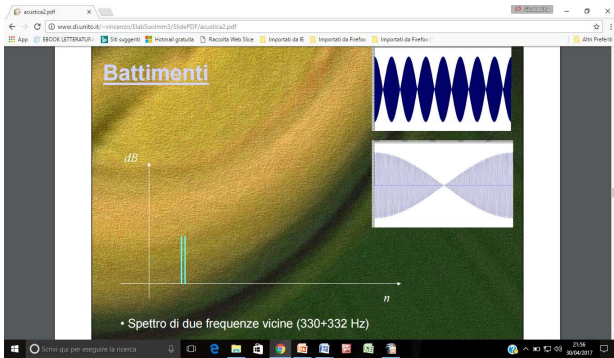 acustica2.pdf
www.di.unito.it/~vincenzo/ElabSuoImm3/SlidePDF/acustica2.pdf
App
EBOOK LETTERATUR
Siti suggeriti
Hotmail gratuita
Raccolta Web Slice
Importati da IE
Importati da Firefox
Importati da Firefox
Altri Preferiti
Battimenti
dB
n
• Spettro di due frequenze vicine (330+332 Hz)
Scrivi qui per eseguire la ricerca
21:56
30/04/2017